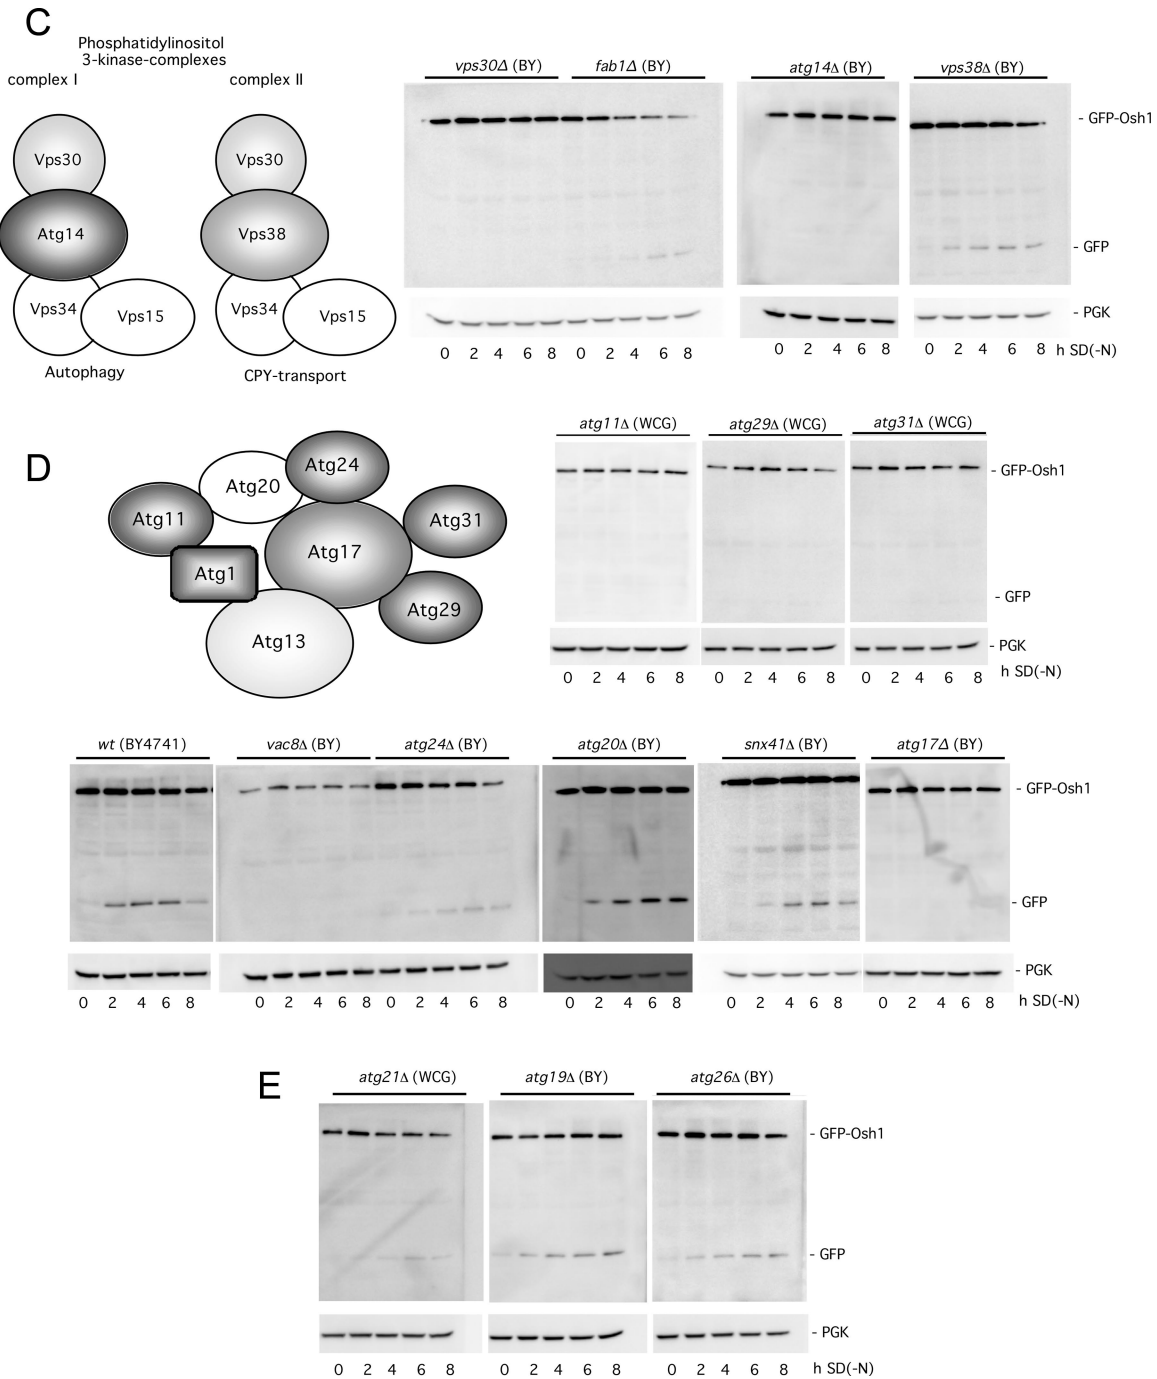 C
Phosphatidylinositol
3-kinase-complexes
complex I
complex II
Vps30
Atg14
Vps34
Vps15
Autophagy
Vps30
Vps38
Vps34
Vps15
CPY-transport
vps30Δ (BY)
fab1Δ (BY)
atg14Δ (BY)
vps38Δ (BY)
- GFP-Osh1
- GFP
- PGK
0 2 4 6 8 0 2 4 6 8 0 2 4 6 8 0 2 4 6 8 h SD(-N)
D
Atg24
Atg20
Atg11
Atg31
Atg17
Atg1
Atg29
Atg13
atg11Δ (WCG)
atg29Δ (WCG)
atg31Δ (WCG)
- GFP-Osh1
- GFP
- PGK
h SD(-N)
0 2 4 6 8 0 2 4 6 8 0 2 4 6 8
wt (BY4741)
vac8Δ (BY)
atg24Δ (BY)
atg20Δ (BY)
snx41Δ (BY)
atg17Δ (BY)
- GFP-Osh1
- GFP
- PGK
0 2 4 6 8 0 2 4 6 8 0 2 4 6 8 0 2 4 6 8 0 2 4 6 8 0 2 4 6 8 h SD(-N)
E
atg21Δ (WCG)
atg19Δ (BY)
atg26Δ (BY)
- GFP-Osh1
- GFP
- PGK
0 2 4 6 8 0 2 4 6 8 0 2 4 6 8 h SD(-N)